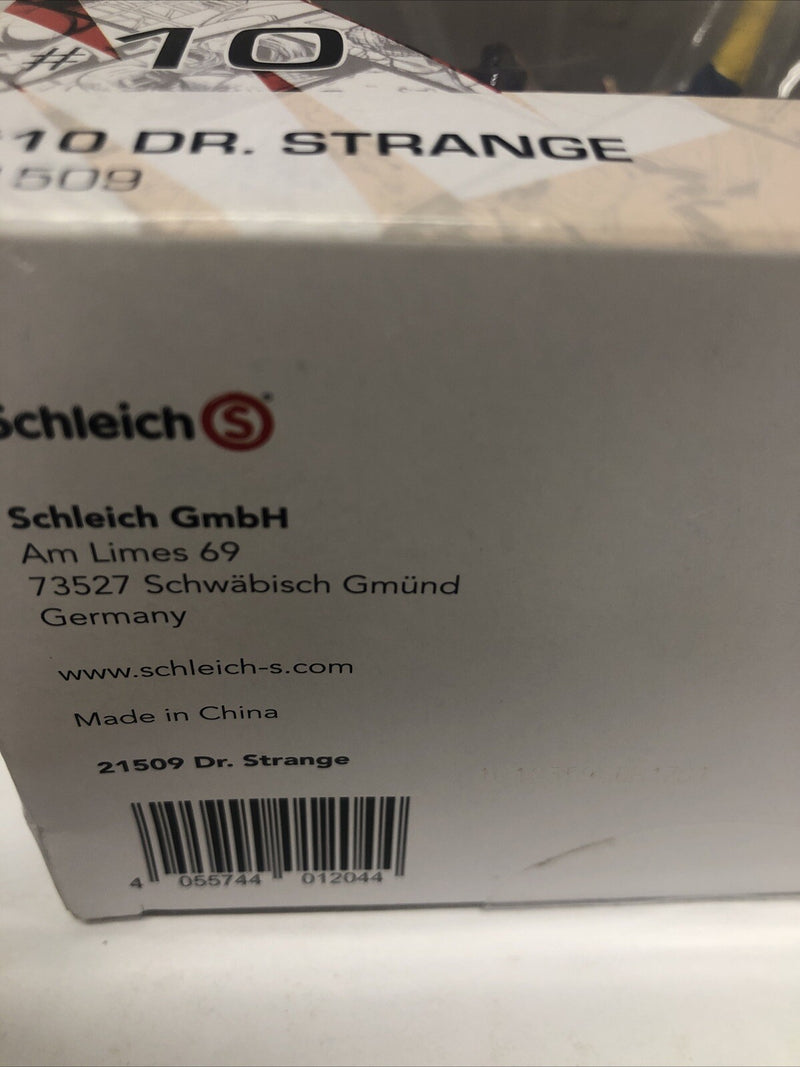 #10
10 DR. STRANGE
509
Schleich S
Schleich GmbH
Am Limes 69
73527 Schwäbisch Gmünd
Germany
www.schleich-s.com
Made in China
21509 Dr. Strange
4 055744 012044